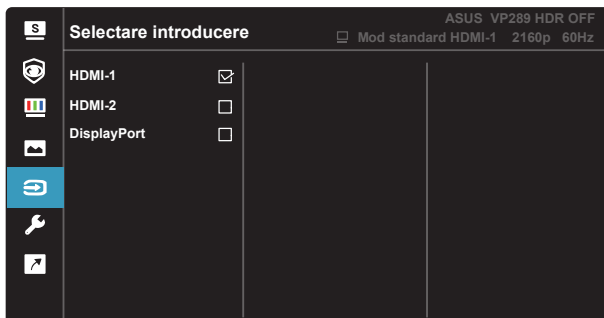 S
ASUS VP289 HDR OFF
Selectare introducere
Mod standard HDMI-1 2160p 60Hz
HDMI-1
HDMI-2
DisplayPort